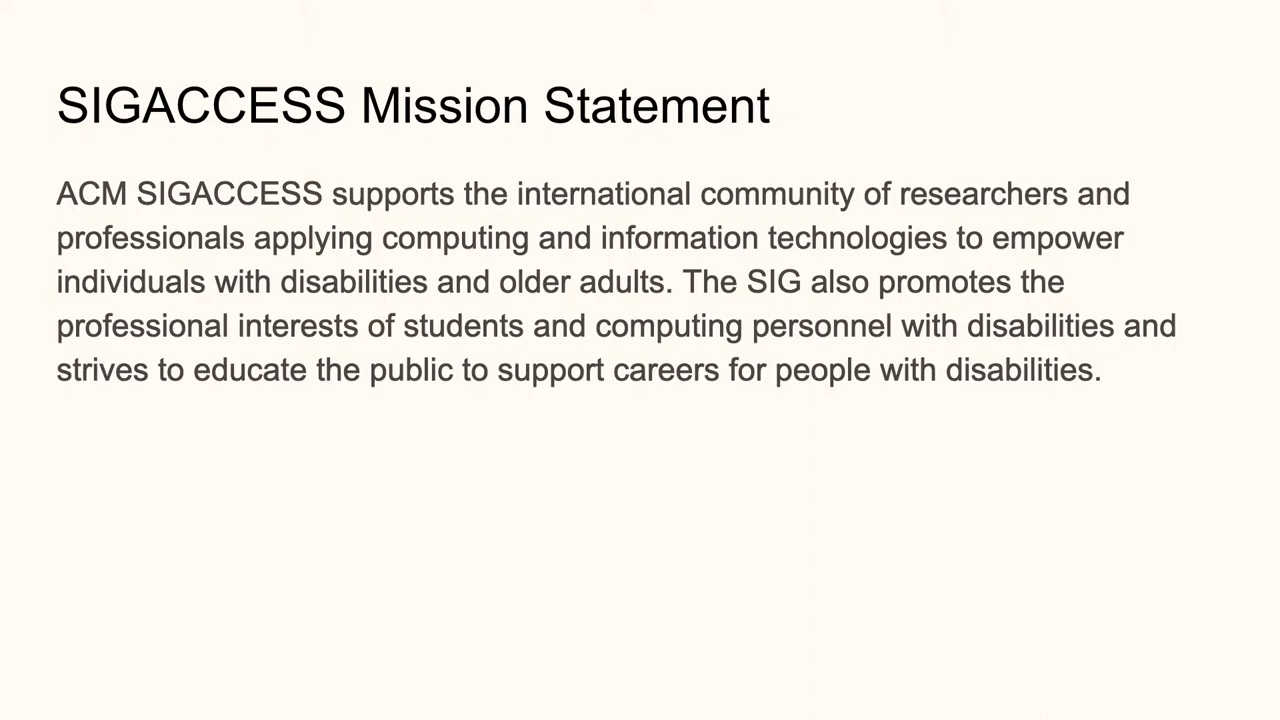 SIGACCESS Mission Statement
ACM SIGACCESS supports the international community of researchers and
professionals applying computing and information technologies to empower
individuals with disabilities and older adults. The SIG also promotes the
professional interests of students and computing personnel with disabilities and
strives to educate the public to support careers for people with disabilities.